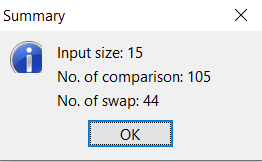 Summary
Input size: 15
No. of comparison: 105
No. of swap: 44
OK